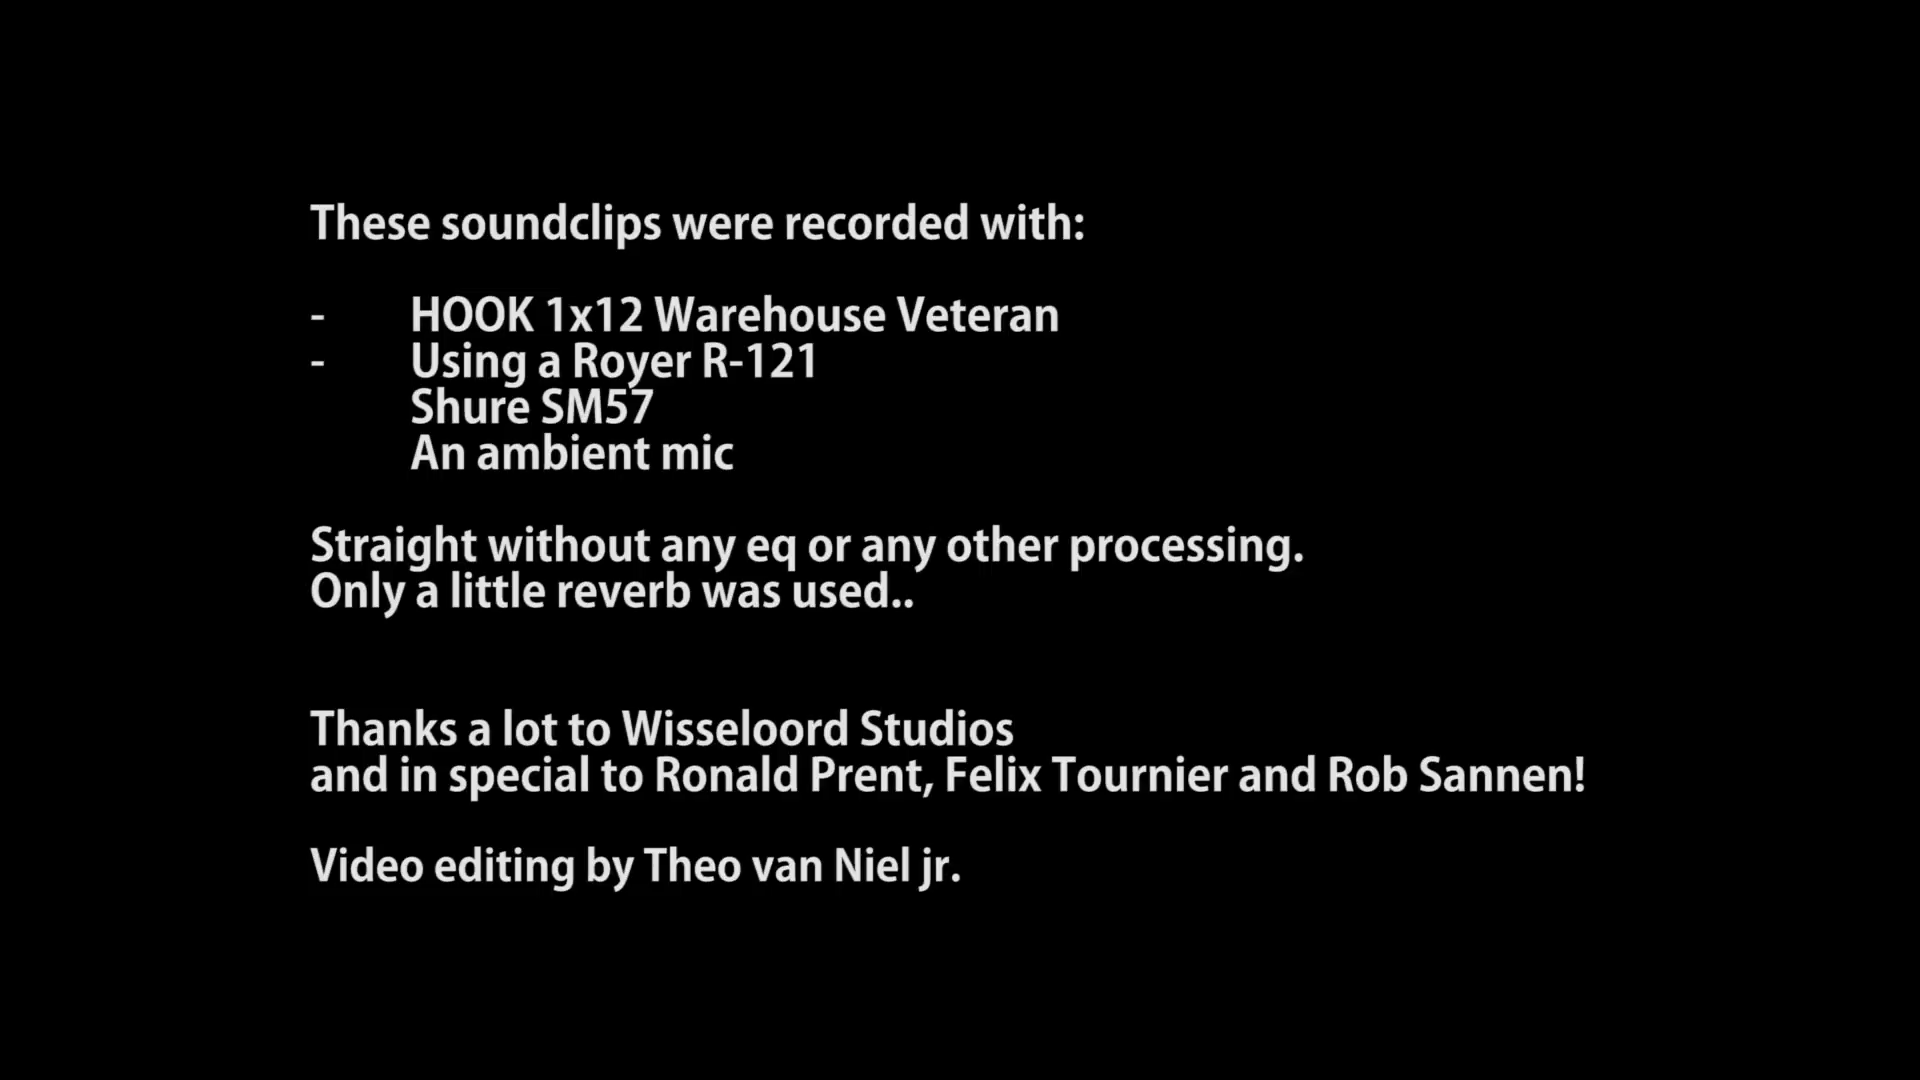 These soundclips were recorded with:
- HOOK 1x12 Warehouse Veteran
- Using a Royer R-121
Shure SM57
An ambient mic
Straight without any eq or any other processing.
Only a little reverb was used..
Thanks a lot to Wisseloord Studios
and in special to Ronald Prent, Felix Tournier and Rob Sannen!
Video editing by Theo van Niel jr.